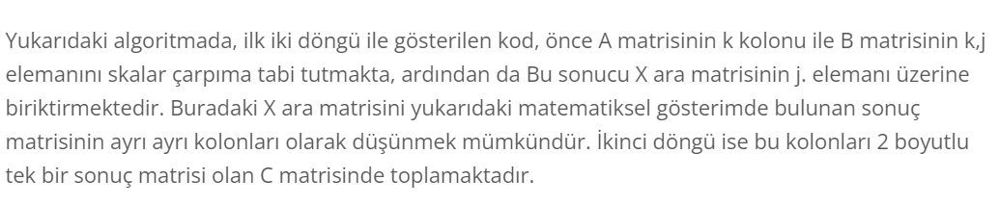 Yukarıdaki algoritmada, ilk iki döngü ile gösterilen kod, önce A matrisinin k kolonu ile B matrisinin k,j
elemanını skalar çarpıma tabi tutmakta, ardından da Bu sonucu X ara matrisinin j. elemanı üzerine
biriktirmektedir. Buradaki X ara matrisini yukarıdaki matematiksel gösterimde bulunan sonuç
matrisinin ayrı ayrı kolonları olarak düşünmek mümkündür. İkinci döngü ise bu kolonları 2 boyutlu
tek bir sonuç matrisi olan C matrisinde toplamaktadır.